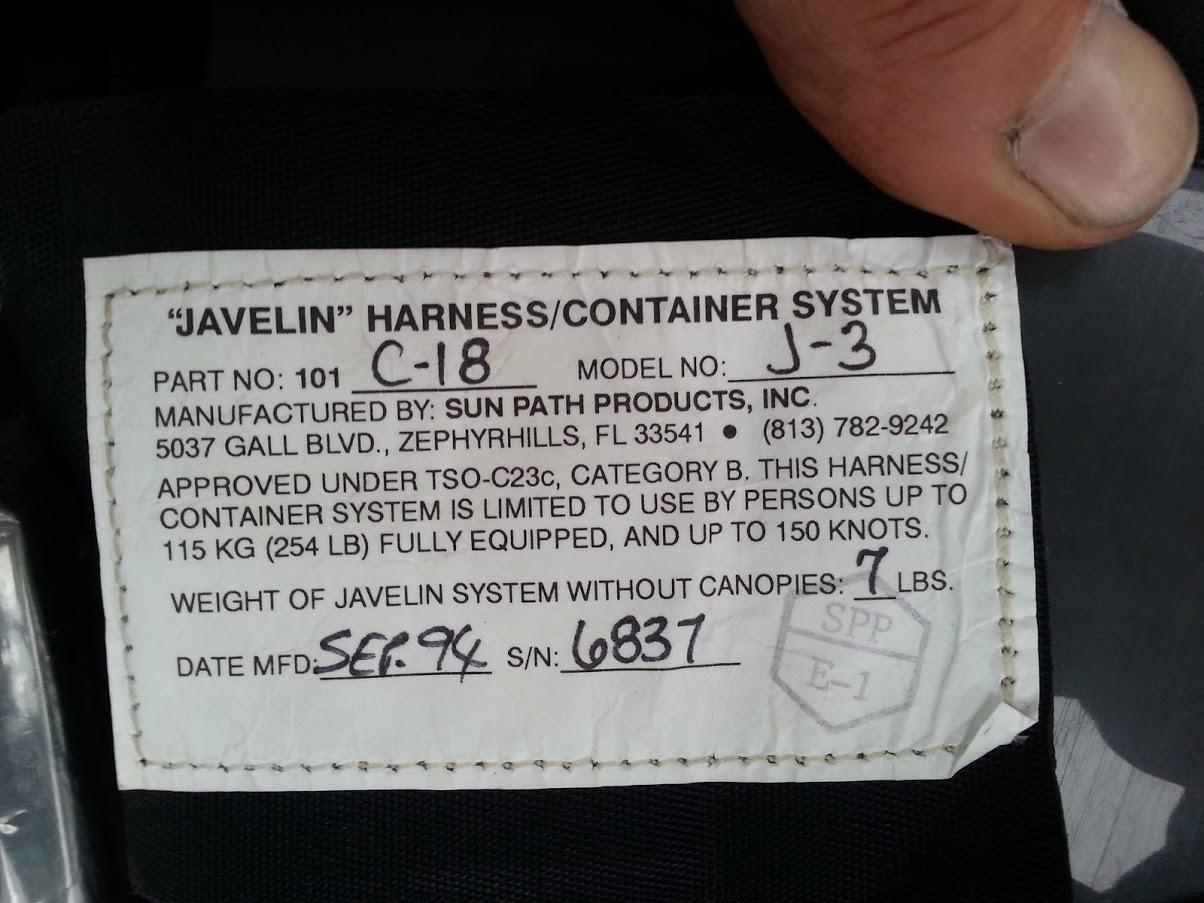 "JAVELIN" HARNESS/CONTAINER SYSTEM
PART NO: 101 C-18 MODEL NO: J-3
MANUFACTURED BY: SUN PATH PRODUCTS, INC.
5037 GALL BLVD., ZEPHYRHILLS, FL 33541 • (813) 782-9242
APPROVED UNDER TSO-C23c, CATEGORY B. THIS HARNESS/
CONTAINER SYSTEM IS LIMITED TO USE BY PERSONS UP TO
115 KG (254 LB) FULLY EQUIPPED, AND UP TO 150 KNOTS.
WEIGHT OF JAVELIN SYSTEM WITHOUT CANOPIES: 7 LBS.
DATE MFD: SEP. 94 S/N: 6837
SPP
E-1